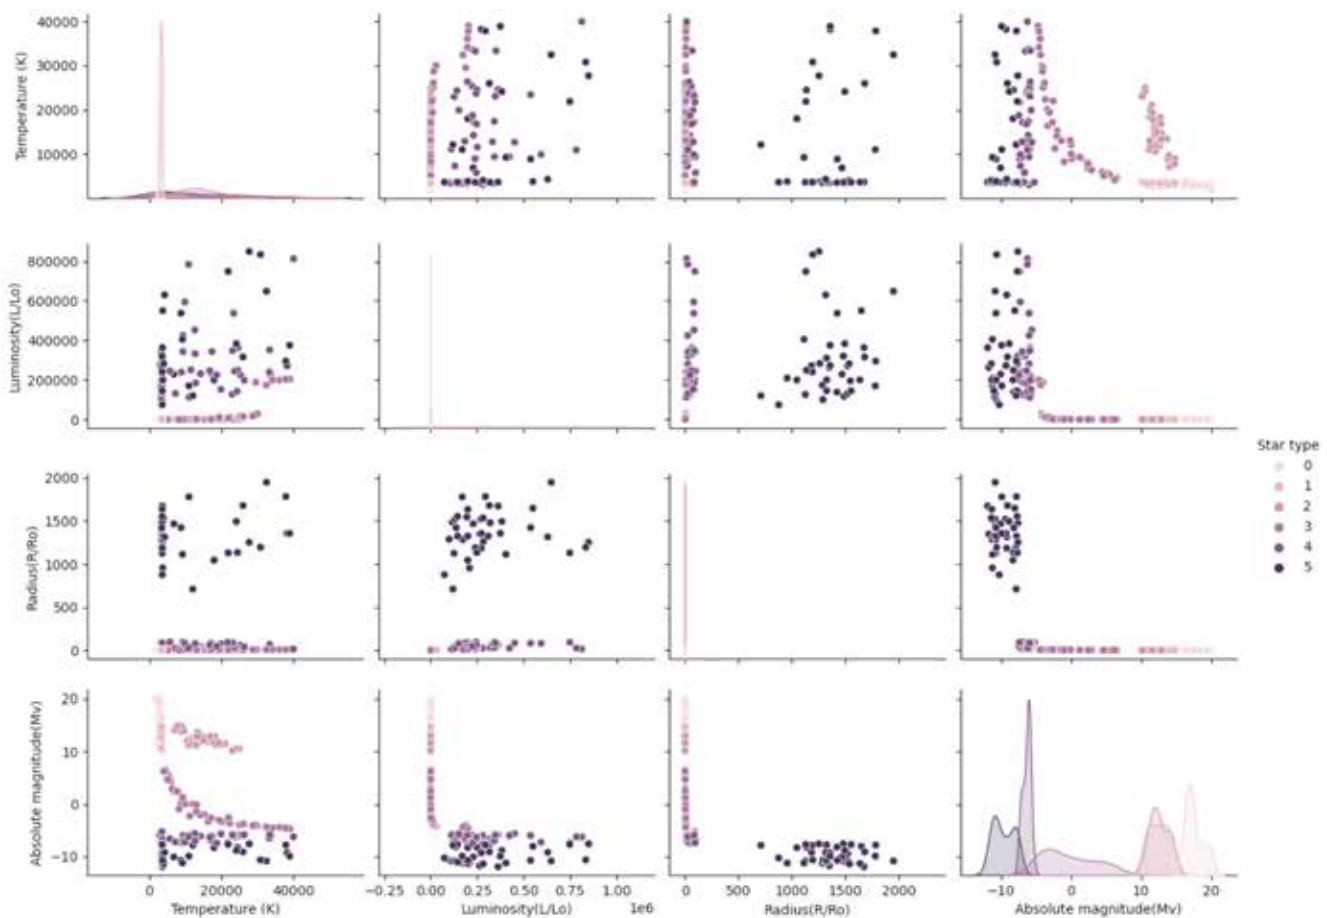 Temperature (K)
40000
30000
20000
10000
Luminosity(L/Lo)
800000
600000
400000
200000
0
Star type
0
1
2
3
4
5
Radius(R/Ro)
2000
1500
1000
500
0
Absolute magnitude(Mv)
20
10
0
−10
0 20000 40000
−0.25 0.00 0.25 0.50 0.75 1.00
0 500 1000 1500 2000
−10 0 10 20
1e6
Temperature (K) Luminosity(L/Lo) Radius(R/Ro) Absolute magnitude(Mv)